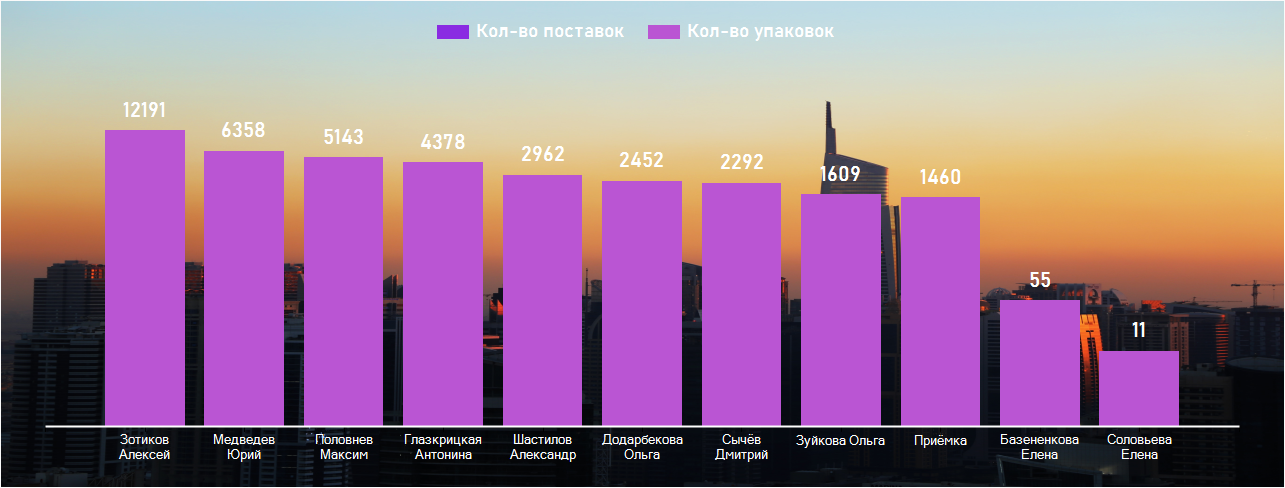 Кол-во поставок Кол-во упаковок
12191 6358 5143 4378 2962 2452 2292 1609 1460 55 11
Зотиков Алексей
Медведев Юрий
Половнев Максим
Глазкрицкая Антонина
Шастилов Александр
Додарбекова Ольга
Сычёв Дмитрий
Зуйкова Ольга
Приёмка
Базененкова Елена
Соловьева Елена